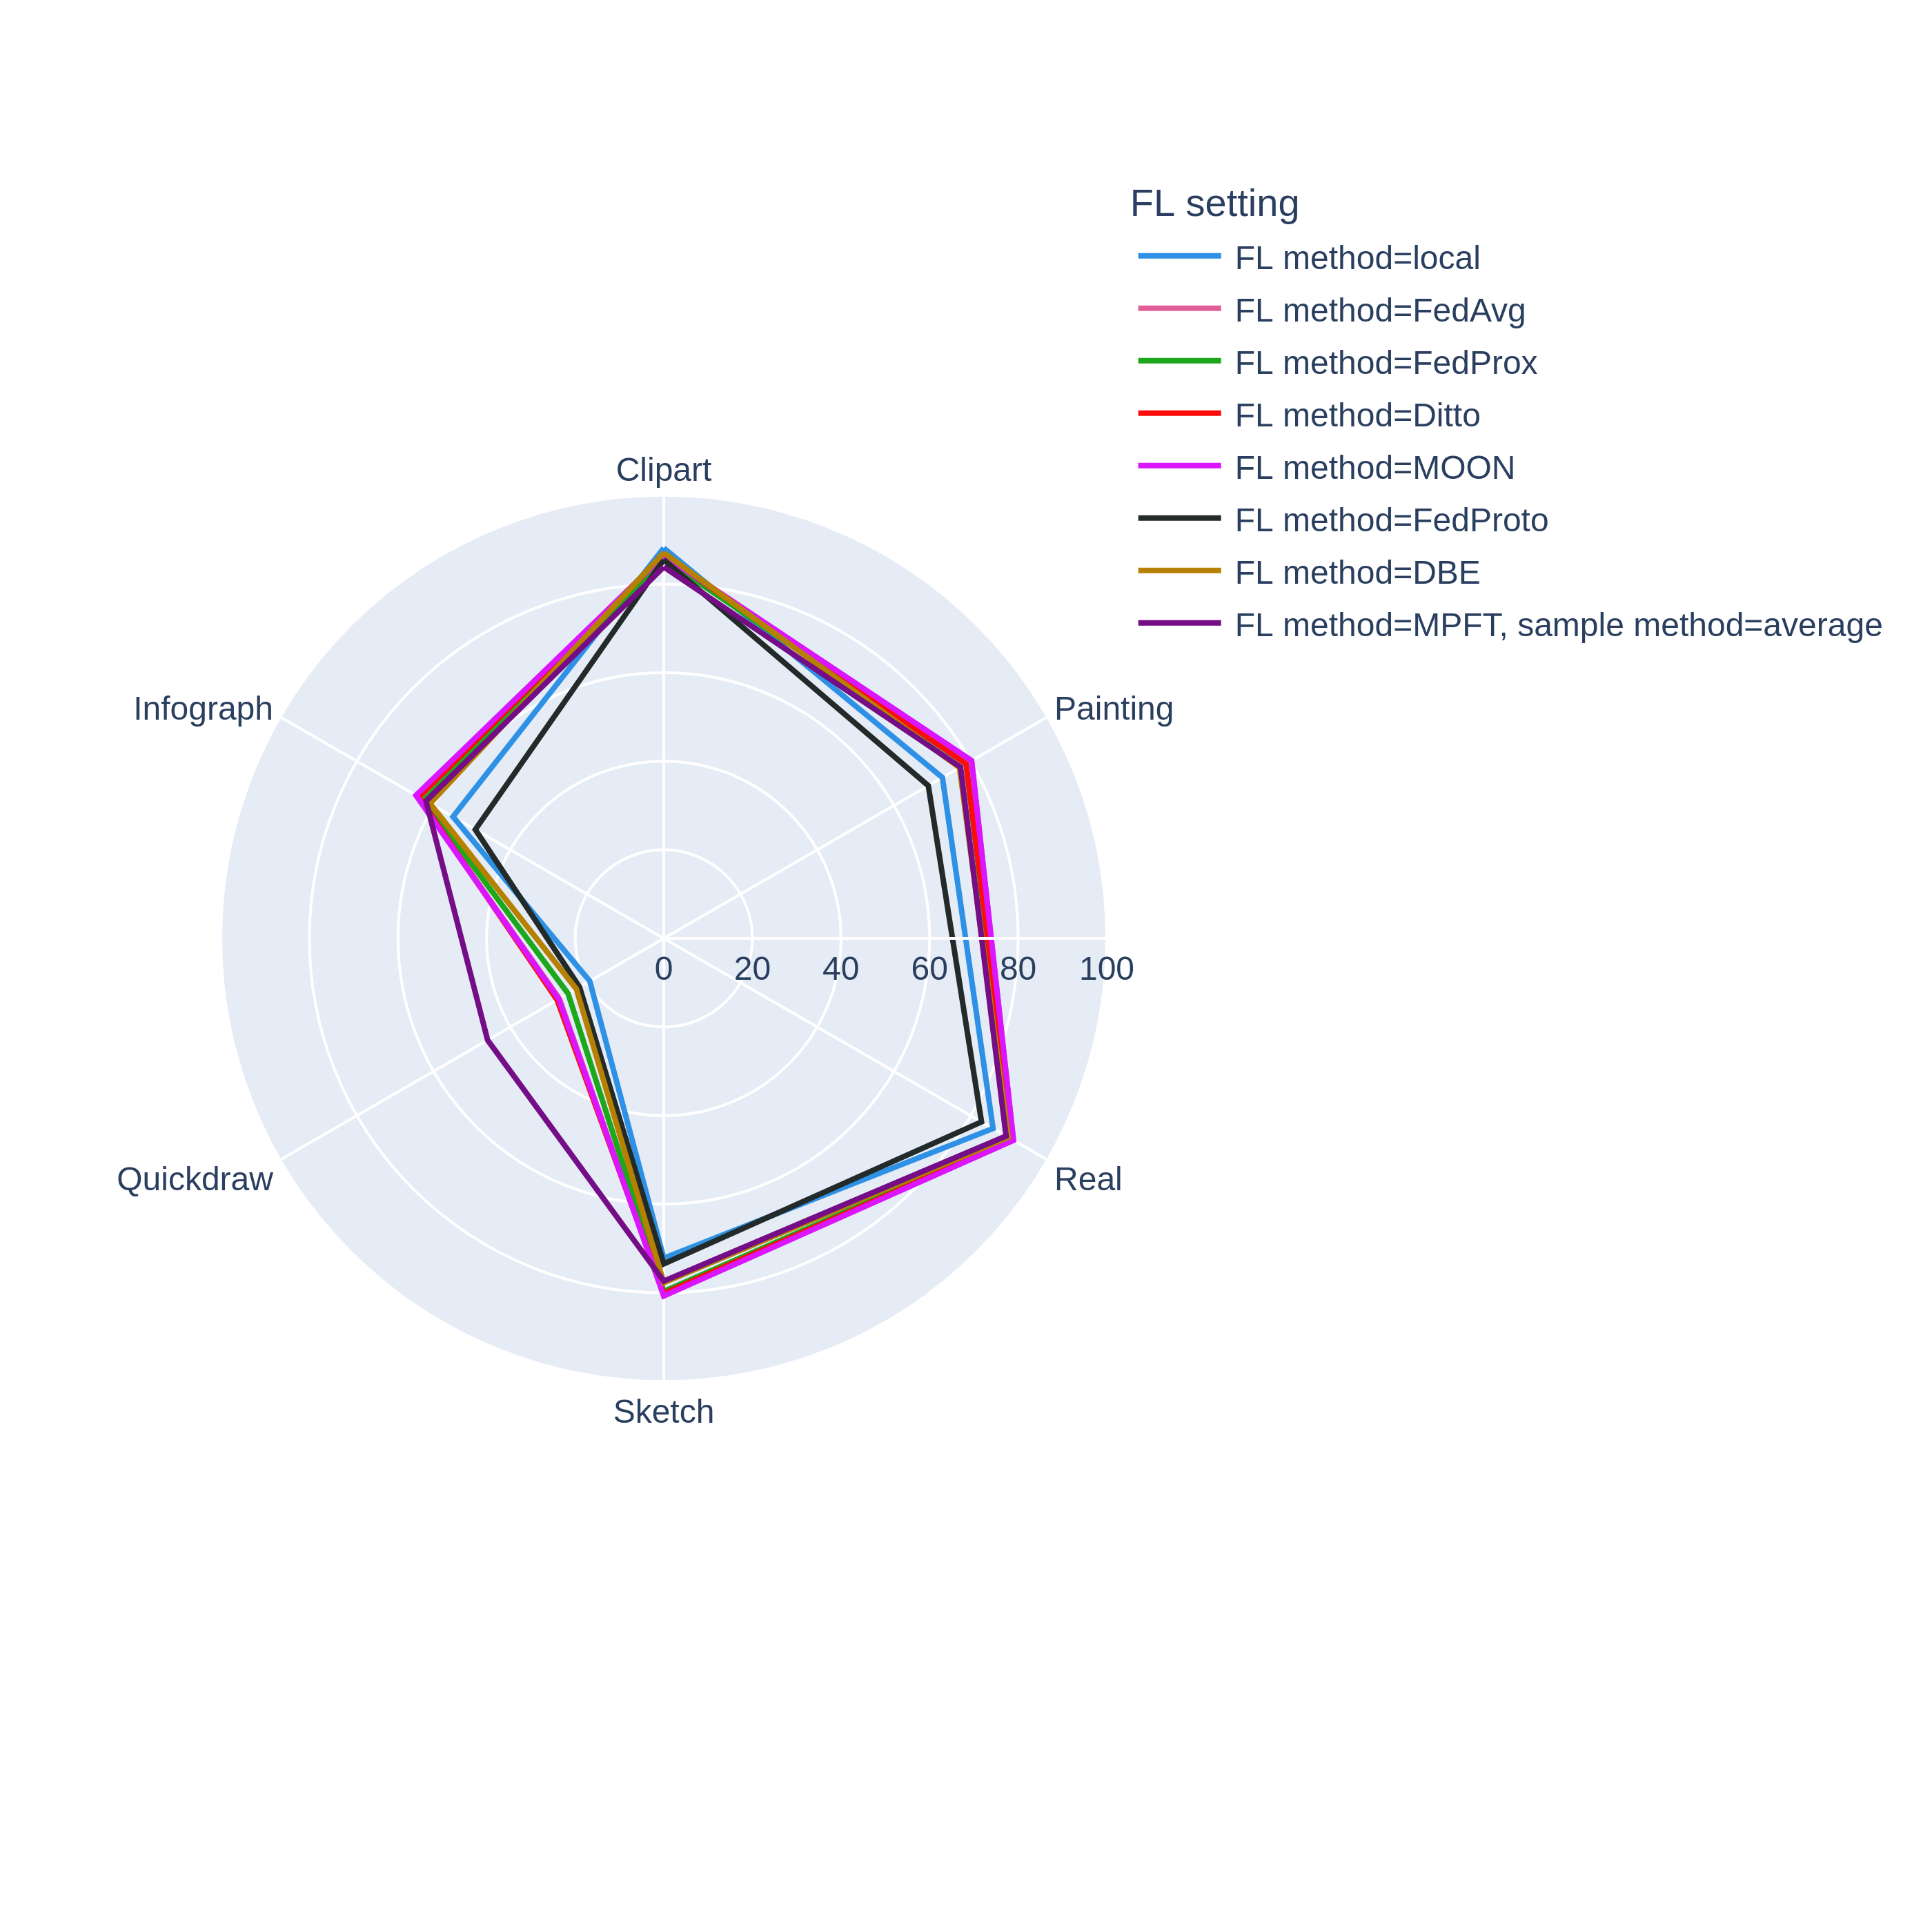 FL setting
FL method=local
FL method=FedAvg
FL method=FedProx
FL method=Ditto
FL method=MOON
FL method=FedProto
FL method=DBE
FL method=MPFT, sample method=average
Clipart
Infograph
Painting
0 20 40 60 80 100
Quickdraw
Real
Sketch